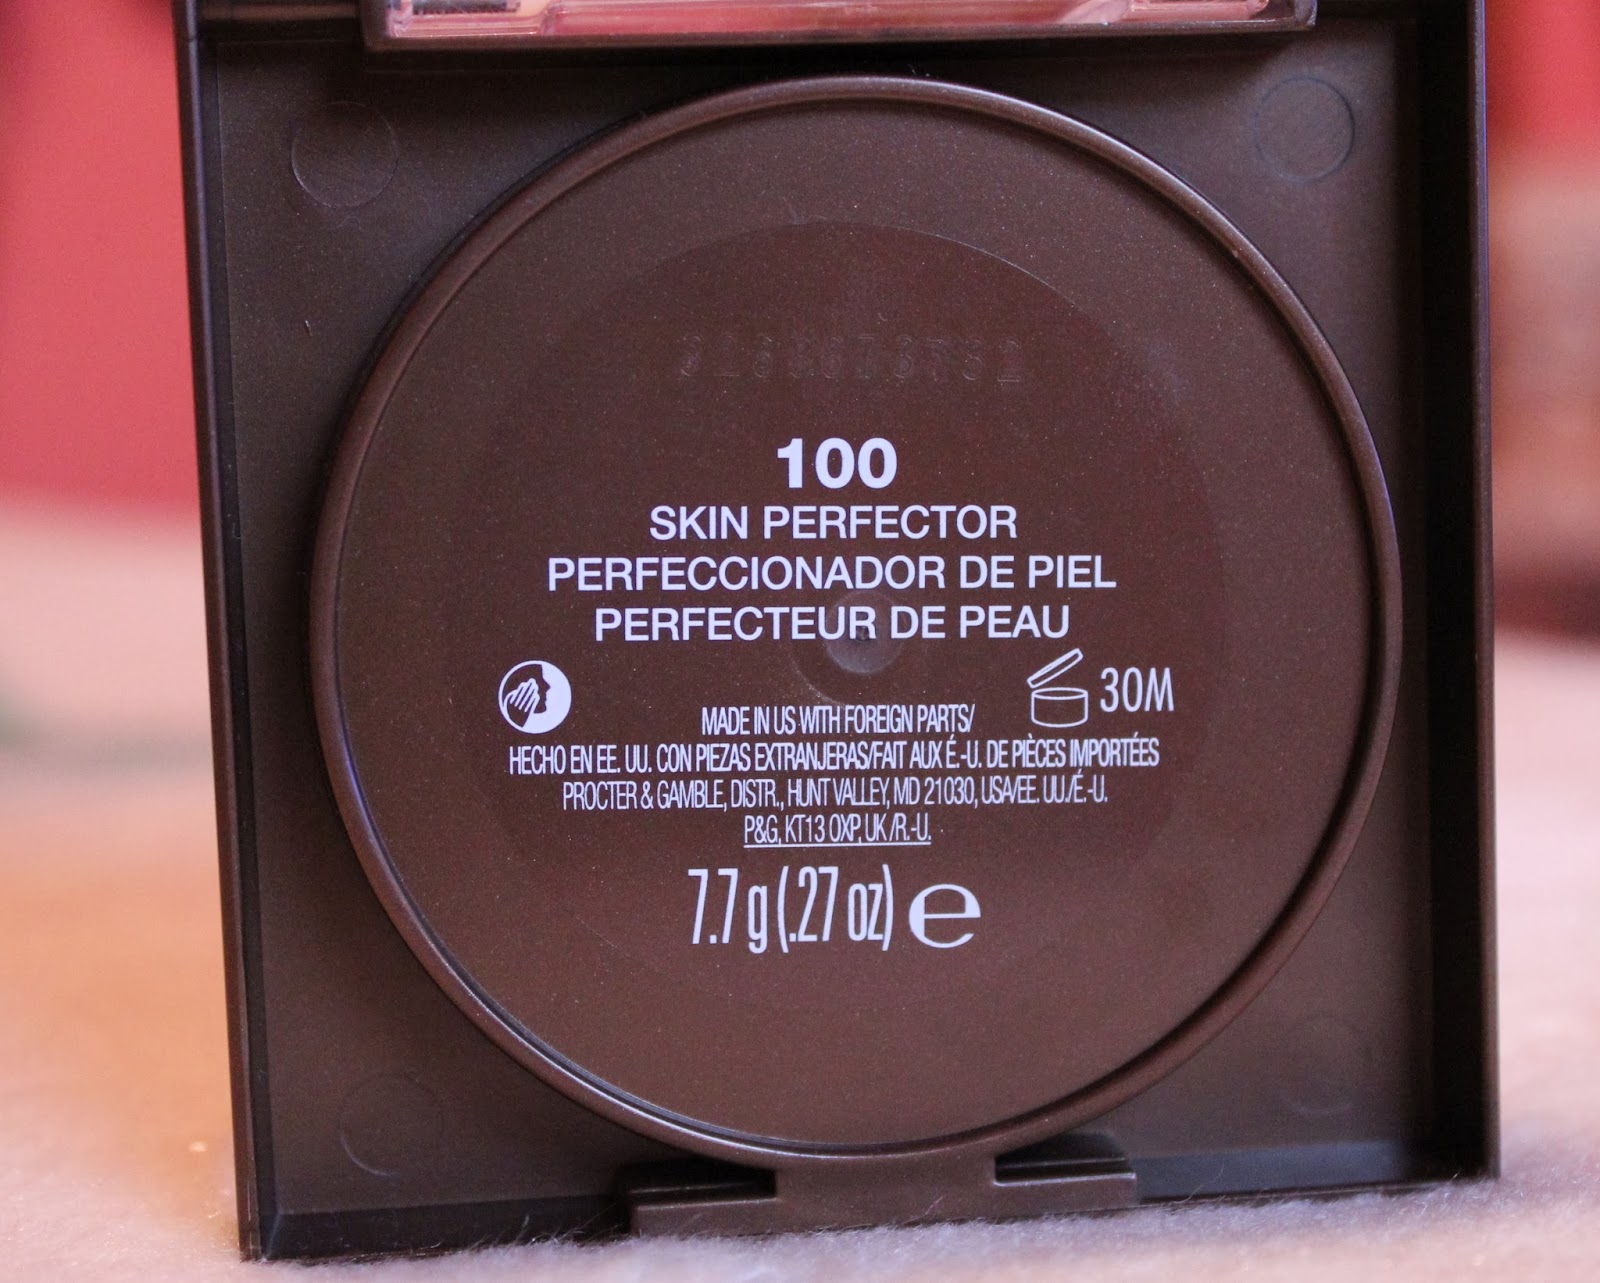 100
SKIN PERFECTOR
PERFECCIONADOR DE PIEL
PERFECTEUR DE PEAU
30M
MADE IN US WITH FOREIGN PARTS/
HECHO EN EE. UU. CON PIEZAS EXTRANJERAS/FAIT AUX É.-U. DE PIÈCES IMPORTÉES
PROCTER & GAMBLE, DISTR., HUNT VALLEY, MD 21030, USA/EE. UU./É.-U.
P&G, KT13 0XP, UK /R.-U.
7.7 g (.27 oz) e